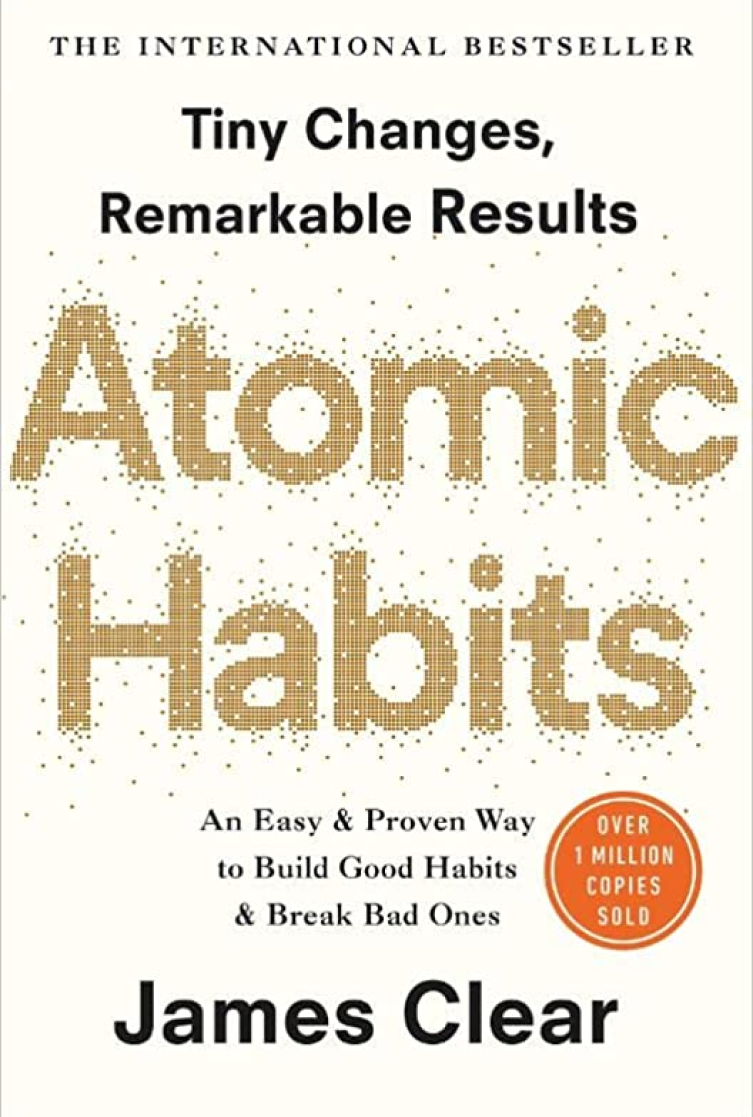 THE INTERNATIONAL BESTSELLER
Tiny Changes,
Remarkable Results
Atomic
Habits
An Easy & Proven Way
to Build Good Habits
& Break Bad Ones
OVER
1 MILLION
COPIES
SOLD
James Clear